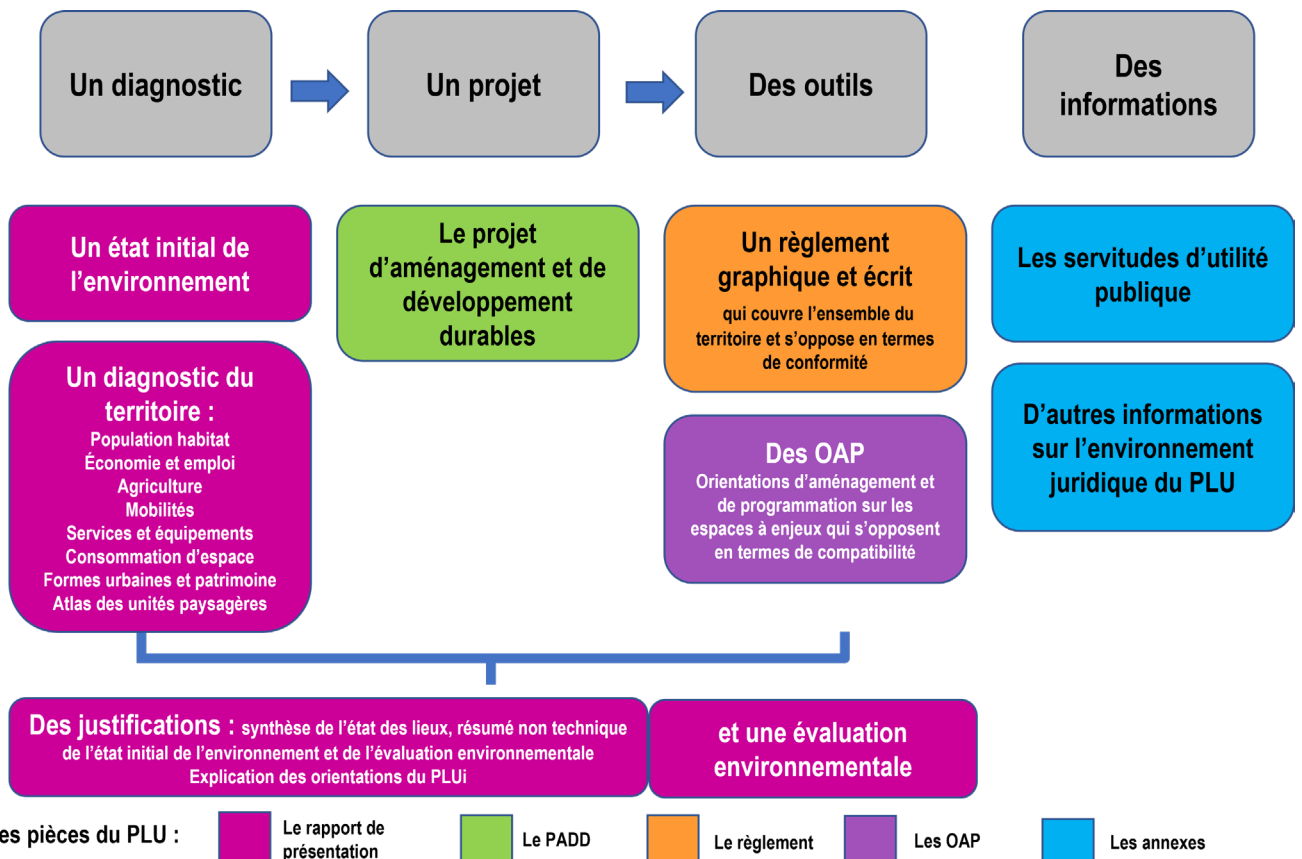 Un diagnostic
Un projet
Des outils
Des
informations
Un état initial de
l'environnement
Le projet
d'aménagement et de
développement
durables
Un règlement
graphique et écrit
qui couvre l'ensemble du
territoire et s'oppose en termes
de conformité
Les servitudes d'utilité
publique
Un diagnostic du
territoire :
Population habitat
Économie et emploi
Agriculture
Mobilités
Services et équipements
Consommation d'espace
Formes urbaines et patrimoine
Atlas des unités paysagères
Des OAP
Orientations d'aménagement et
de programmation sur les
espaces à enjeux qui s'opposent
en termes de compatibilité
D'autres informations
sur l'environnement
juridique du PLU
Des justifications : synthèse de l'état des lieux, résumé non technique
de l'état initial de l'environnement et de l'évaluation environnementale
Explication des orientations du PLUi
et une évaluation
environnementale
es pièces du PLU :
Le rapport de
présentation
Le PADD
Le règlement
Les OAP
Les annexes